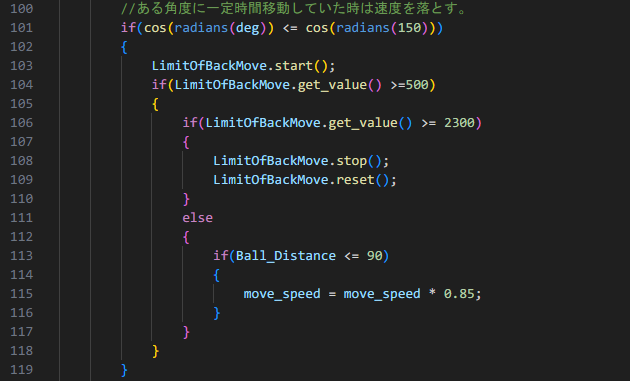 100 //ある角度に一定時間移動していた時は速度を落とす。
101 if(cos(radians(deg)) <= cos(radians(150)))
102 {
103 LimitOfBackMove.start();
104 if(LimitOfBackMove.get_value() >=500)
105 {
106 if(LimitOfBackMove.get_value() >= 2300)
107 {
108 LimitOfBackMove.stop();
109 LimitOfBackMove.reset();
110 }
111 else
112 {
113 if(Ball_Distance <= 90)
114 {
115 move_speed = move_speed * 0.85;
116 }
117 }
118 }
119 }